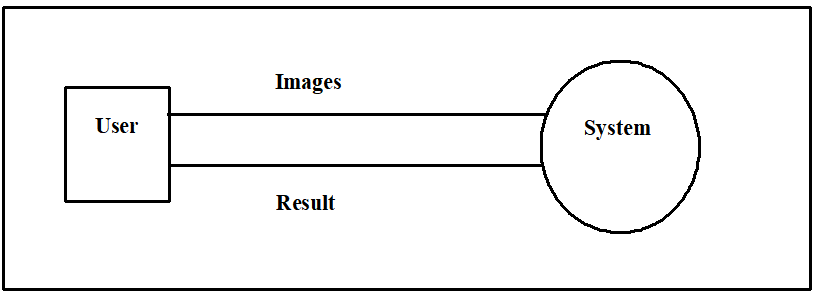 Images
User
System
Result